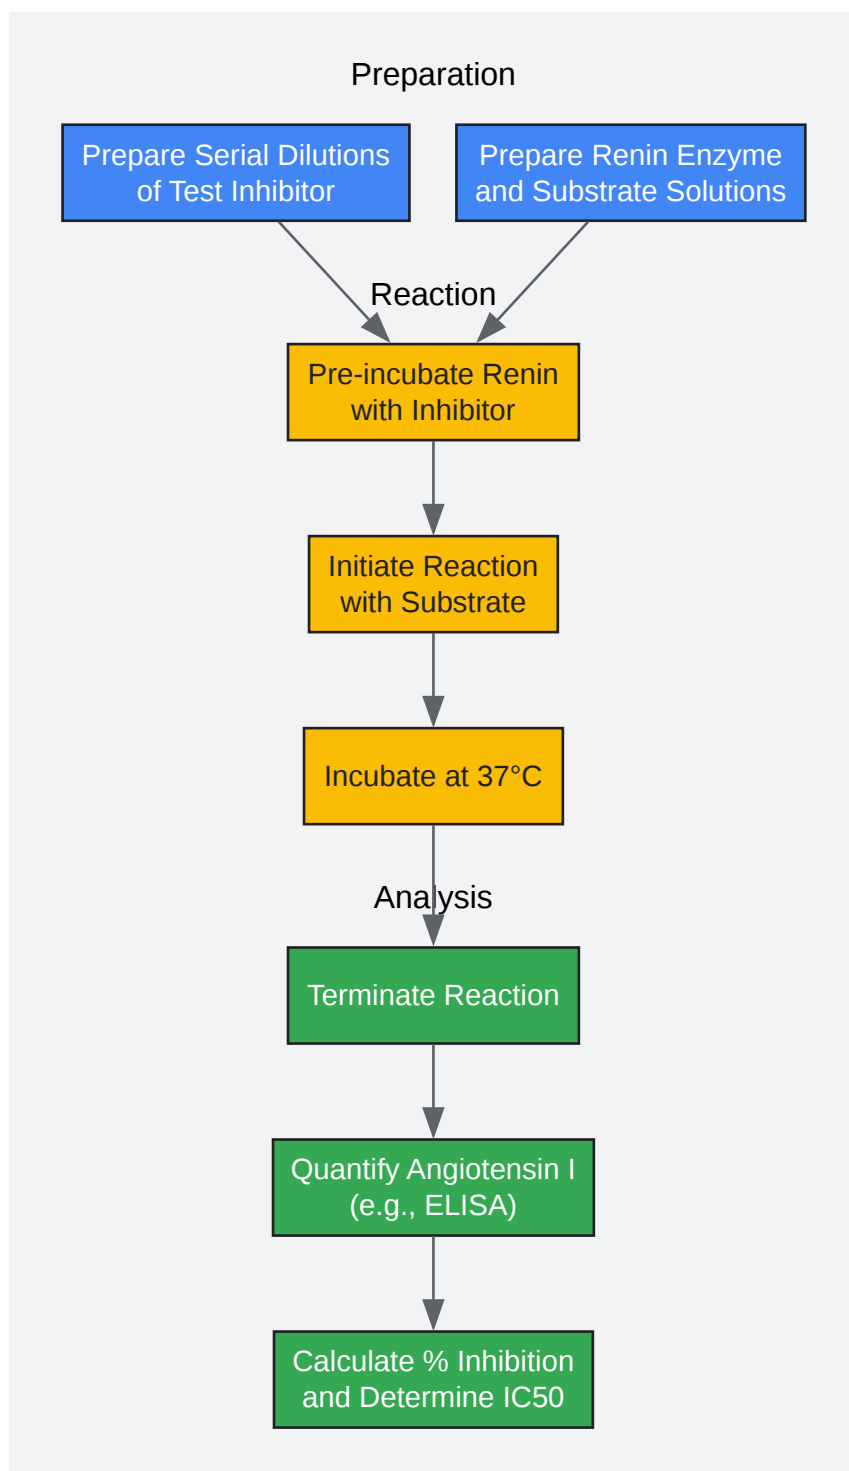 Preparation
Prepare Serial Dilutions
of Test Inhibitor
Prepare Renin Enzyme
and Substrate Solutions
Reaction
Pre-incubate Renin
with Inhibitor
Initiate Reaction
with Substrate
Incubate at 37°C
Analysis
Terminate Reaction
Quantify Angiotensin I
(e.g., ELISA)
Calculate % Inhibition
and Determine IC50